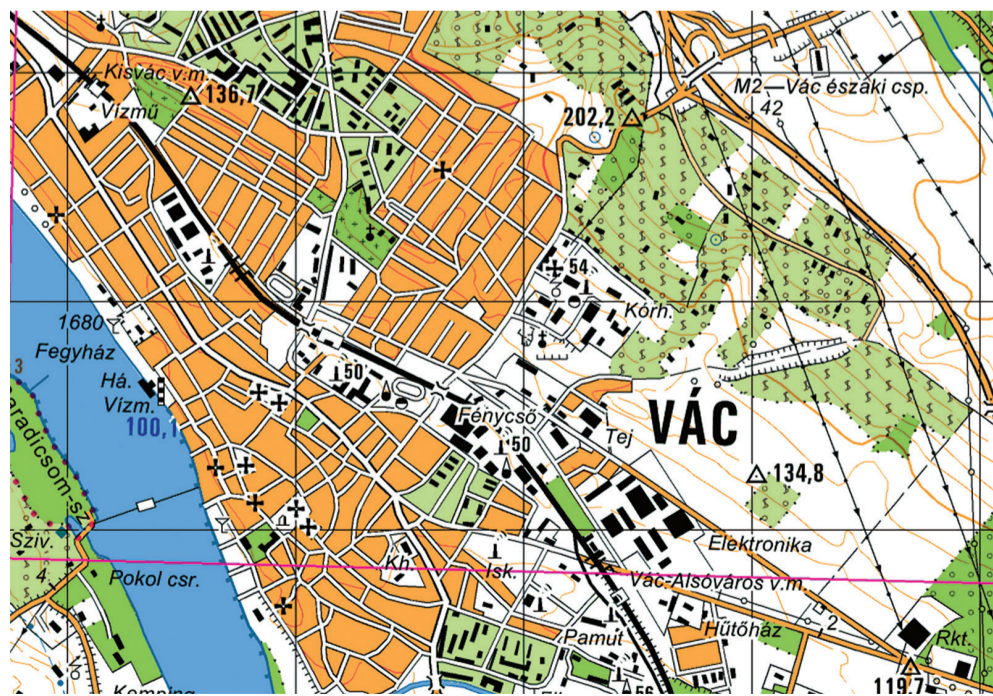 Kisvác v.m.
136,7
Vízmű
M2—Vác északi csp.
42
202,2
54
Kórh.
1680
Fegyház
Há.
Vízm.
100,1
3
50
Fénycső
50
Tej
VÁC
134,8
aradicsom-sz.
Sziv.
4
Pokol csr.
Kh.
Isk.
Elektronika
Vác-Alsóváros v.m.
Hűtőház
2
Pamut
Rkt.
119,7
56
Kemping